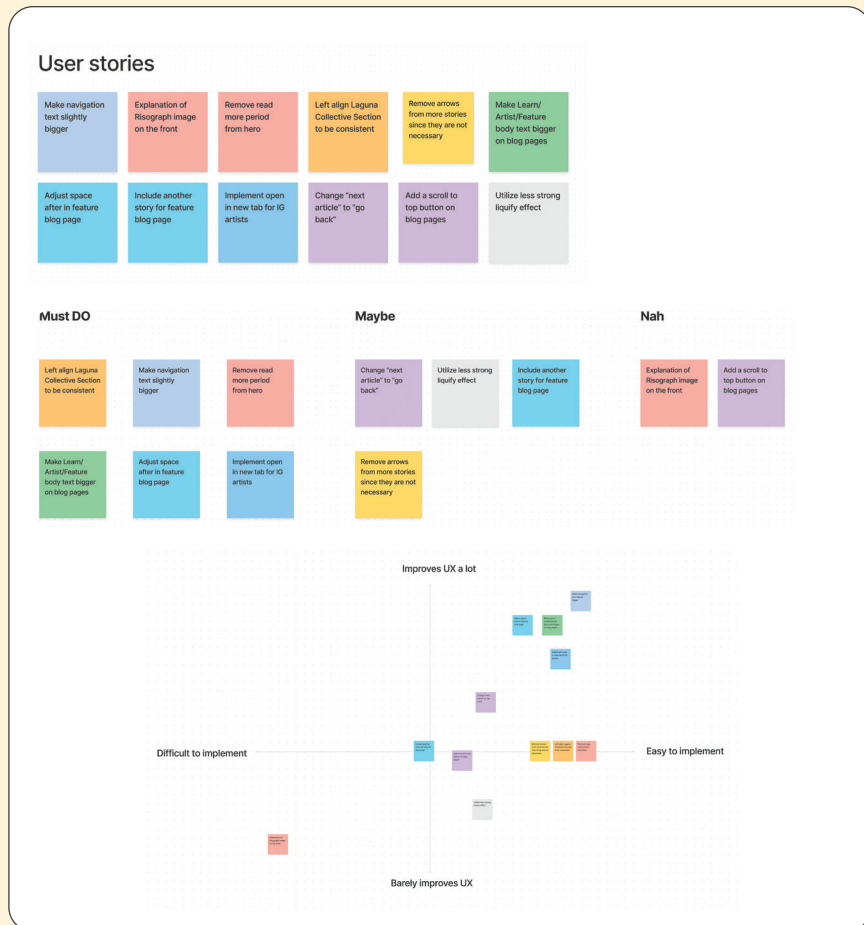 User stories
Make navigation
text slightly
bigger
Explanation of
Risograph image
on the front
Remove read
more period
from hero
Left align Laguna
Collective Section
to be consistent
Remove arrows
from more stories
since they are not
necessary
Make Learn/
Artist/Feature
body text bigger
on blog pages
Adjust space
after in feature
blog page
Include another
story for feature
blog page
Implement open
in new tab for IG
artists
Change "next
article" to "go
back"
Add a scroll to
top button on
blog pages
Utilize less strong
liquify effect
Must DO
Left align Laguna
Collective Section
to be consistent
Make navigation
text slightly
bigger
Remove read
more period
from hero
Make Learn/
Artist/Feature
body text bigger
on blog pages
Adjust space
after in feature
blog page
Implement open
in new tab for IG
artists
Maybe
Change "next
article" to "go
back"
Utilize less strong
liquify effect
Include another
story for feature
blog page
Remove arrows
from more stories
since they are not
necessary
Nah
Explanation of
Risograph image
on the front
Add a scroll to
top button on
blog pages
Improves UX a lot
Difficult to implement
Easy to implement
Barely improves UX